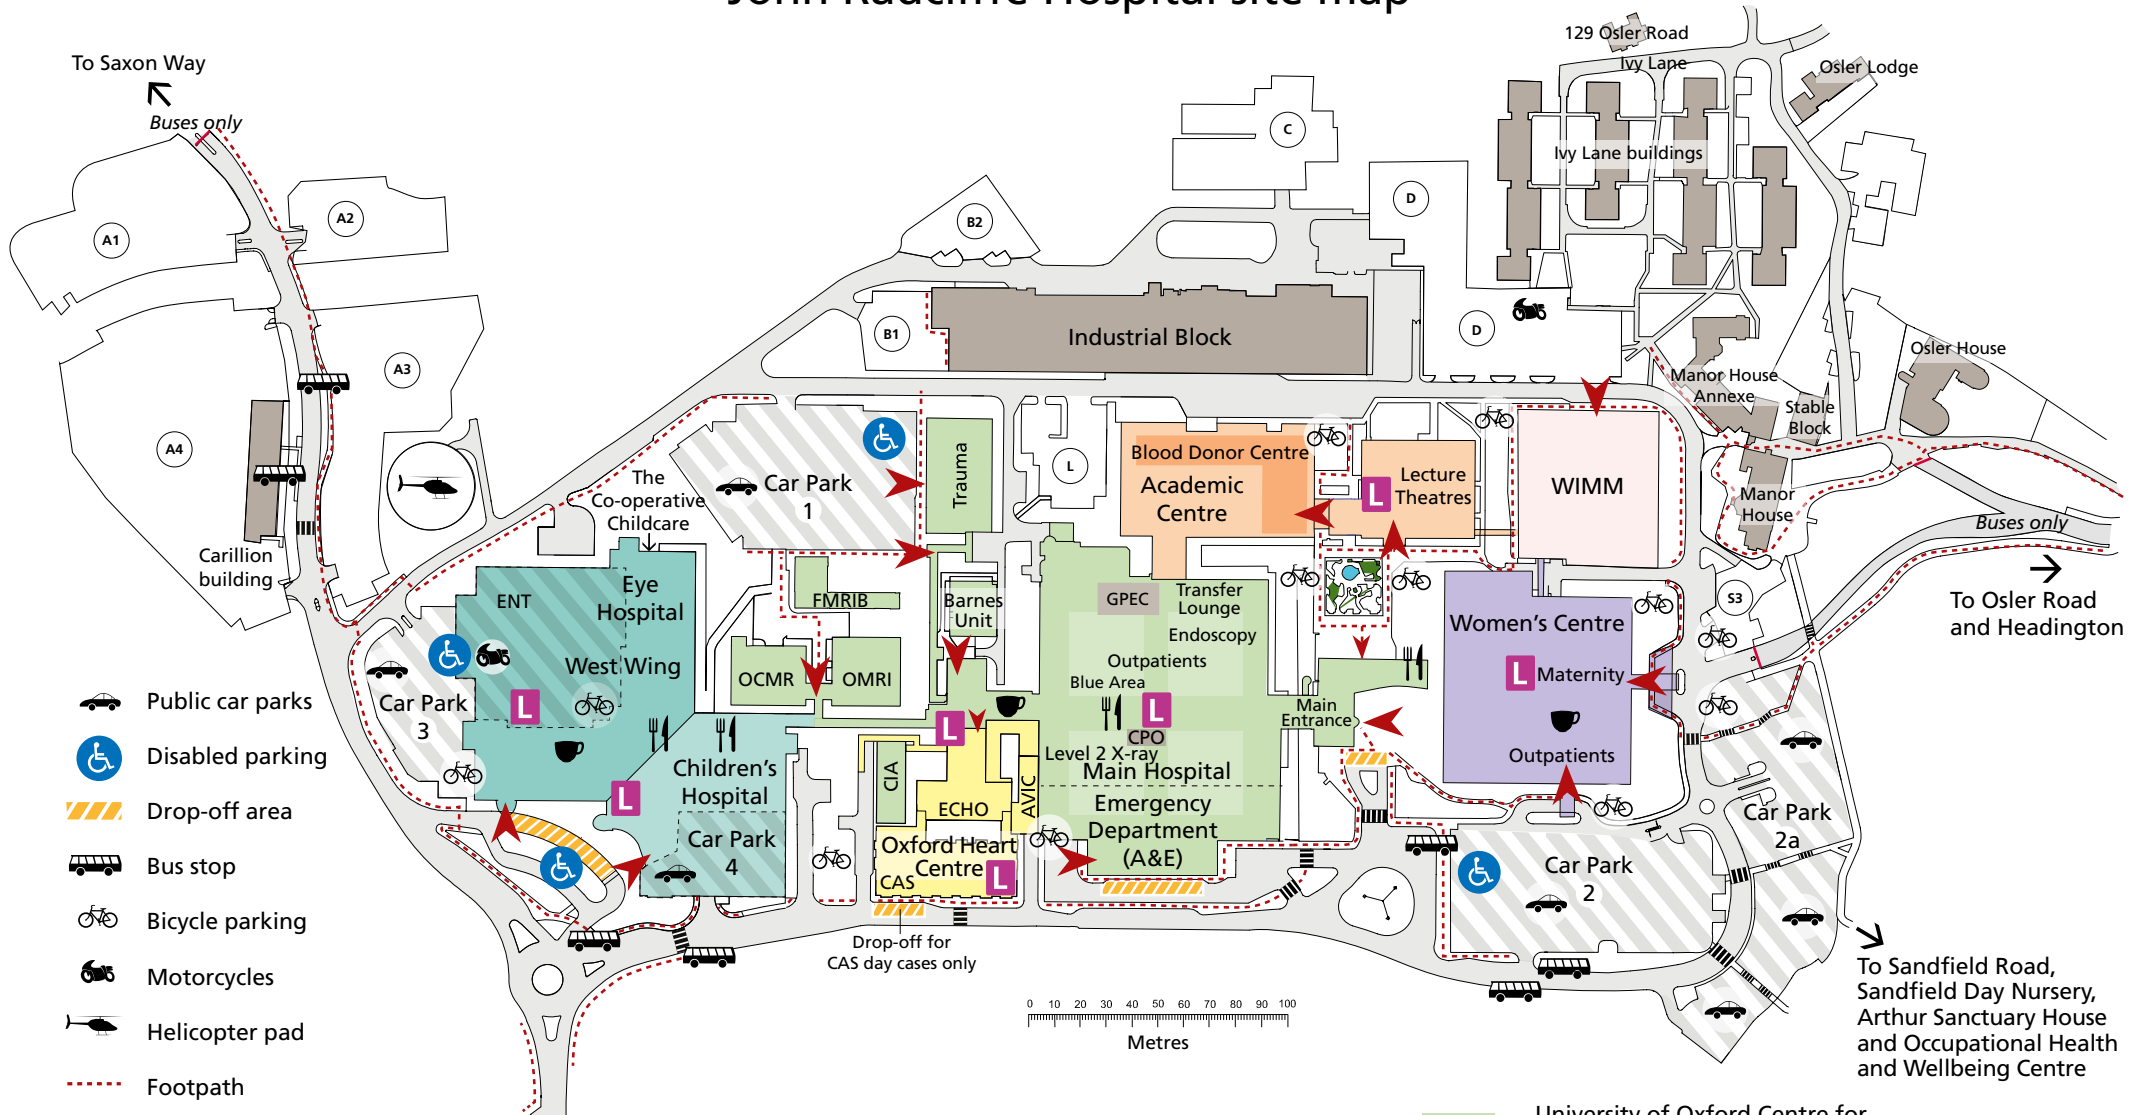 John Radcliffe Hospital site map
To Saxon Way
Buses only
129 Osler Road
Ivy Lane
Osler Lodge
Ivy Lane buildings
C
D
A1
A2
B2
A3
B1
Industrial Block
D
Osler House
Manor House
Annexe
Stable
Block
A4
L
Trauma
Blood Donor Centre
Academic
Centre
L
Lecture
Theatres
WIMM
Manor
House
Buses only
The
Co-operative
Childcare
Car Park
1
Carillion
building
ENT
Eye
Hospital
West Wing
L
FMRIB
Barnes
Unit
OCMR
OMRI
GPEC
Transfer
Lounge
Endoscopy
Outpatients
Blue Area
L
CPO
Level 2 X-ray
Main Hospital
Emergency
Department
(A&E)
Main
Entrance
Women's Centre
L
Maternity
Outpatients
S3
To Osler Road
and Headington
Car Park
3
L
Children's
Hospital
Car Park
4
L
CIA
ECHO
AVIC
Oxford Heart
Centre
CAS
L
Car Park
2
Car Park
2a
Drop-off for
CAS day cases only
0 10 20 30 40 50 60 70 80 90 100
Metres
To Sandfield Road,
Sandfield Day Nursery,
Arthur Sanctuary House
and Occupational Health
and Wellbeing Centre
Public car parks
Disabled parking
Drop-off area
Bus stop
Bicycle parking
Motorcycles
Helicopter pad
Footpath
University of Oxford Centre for